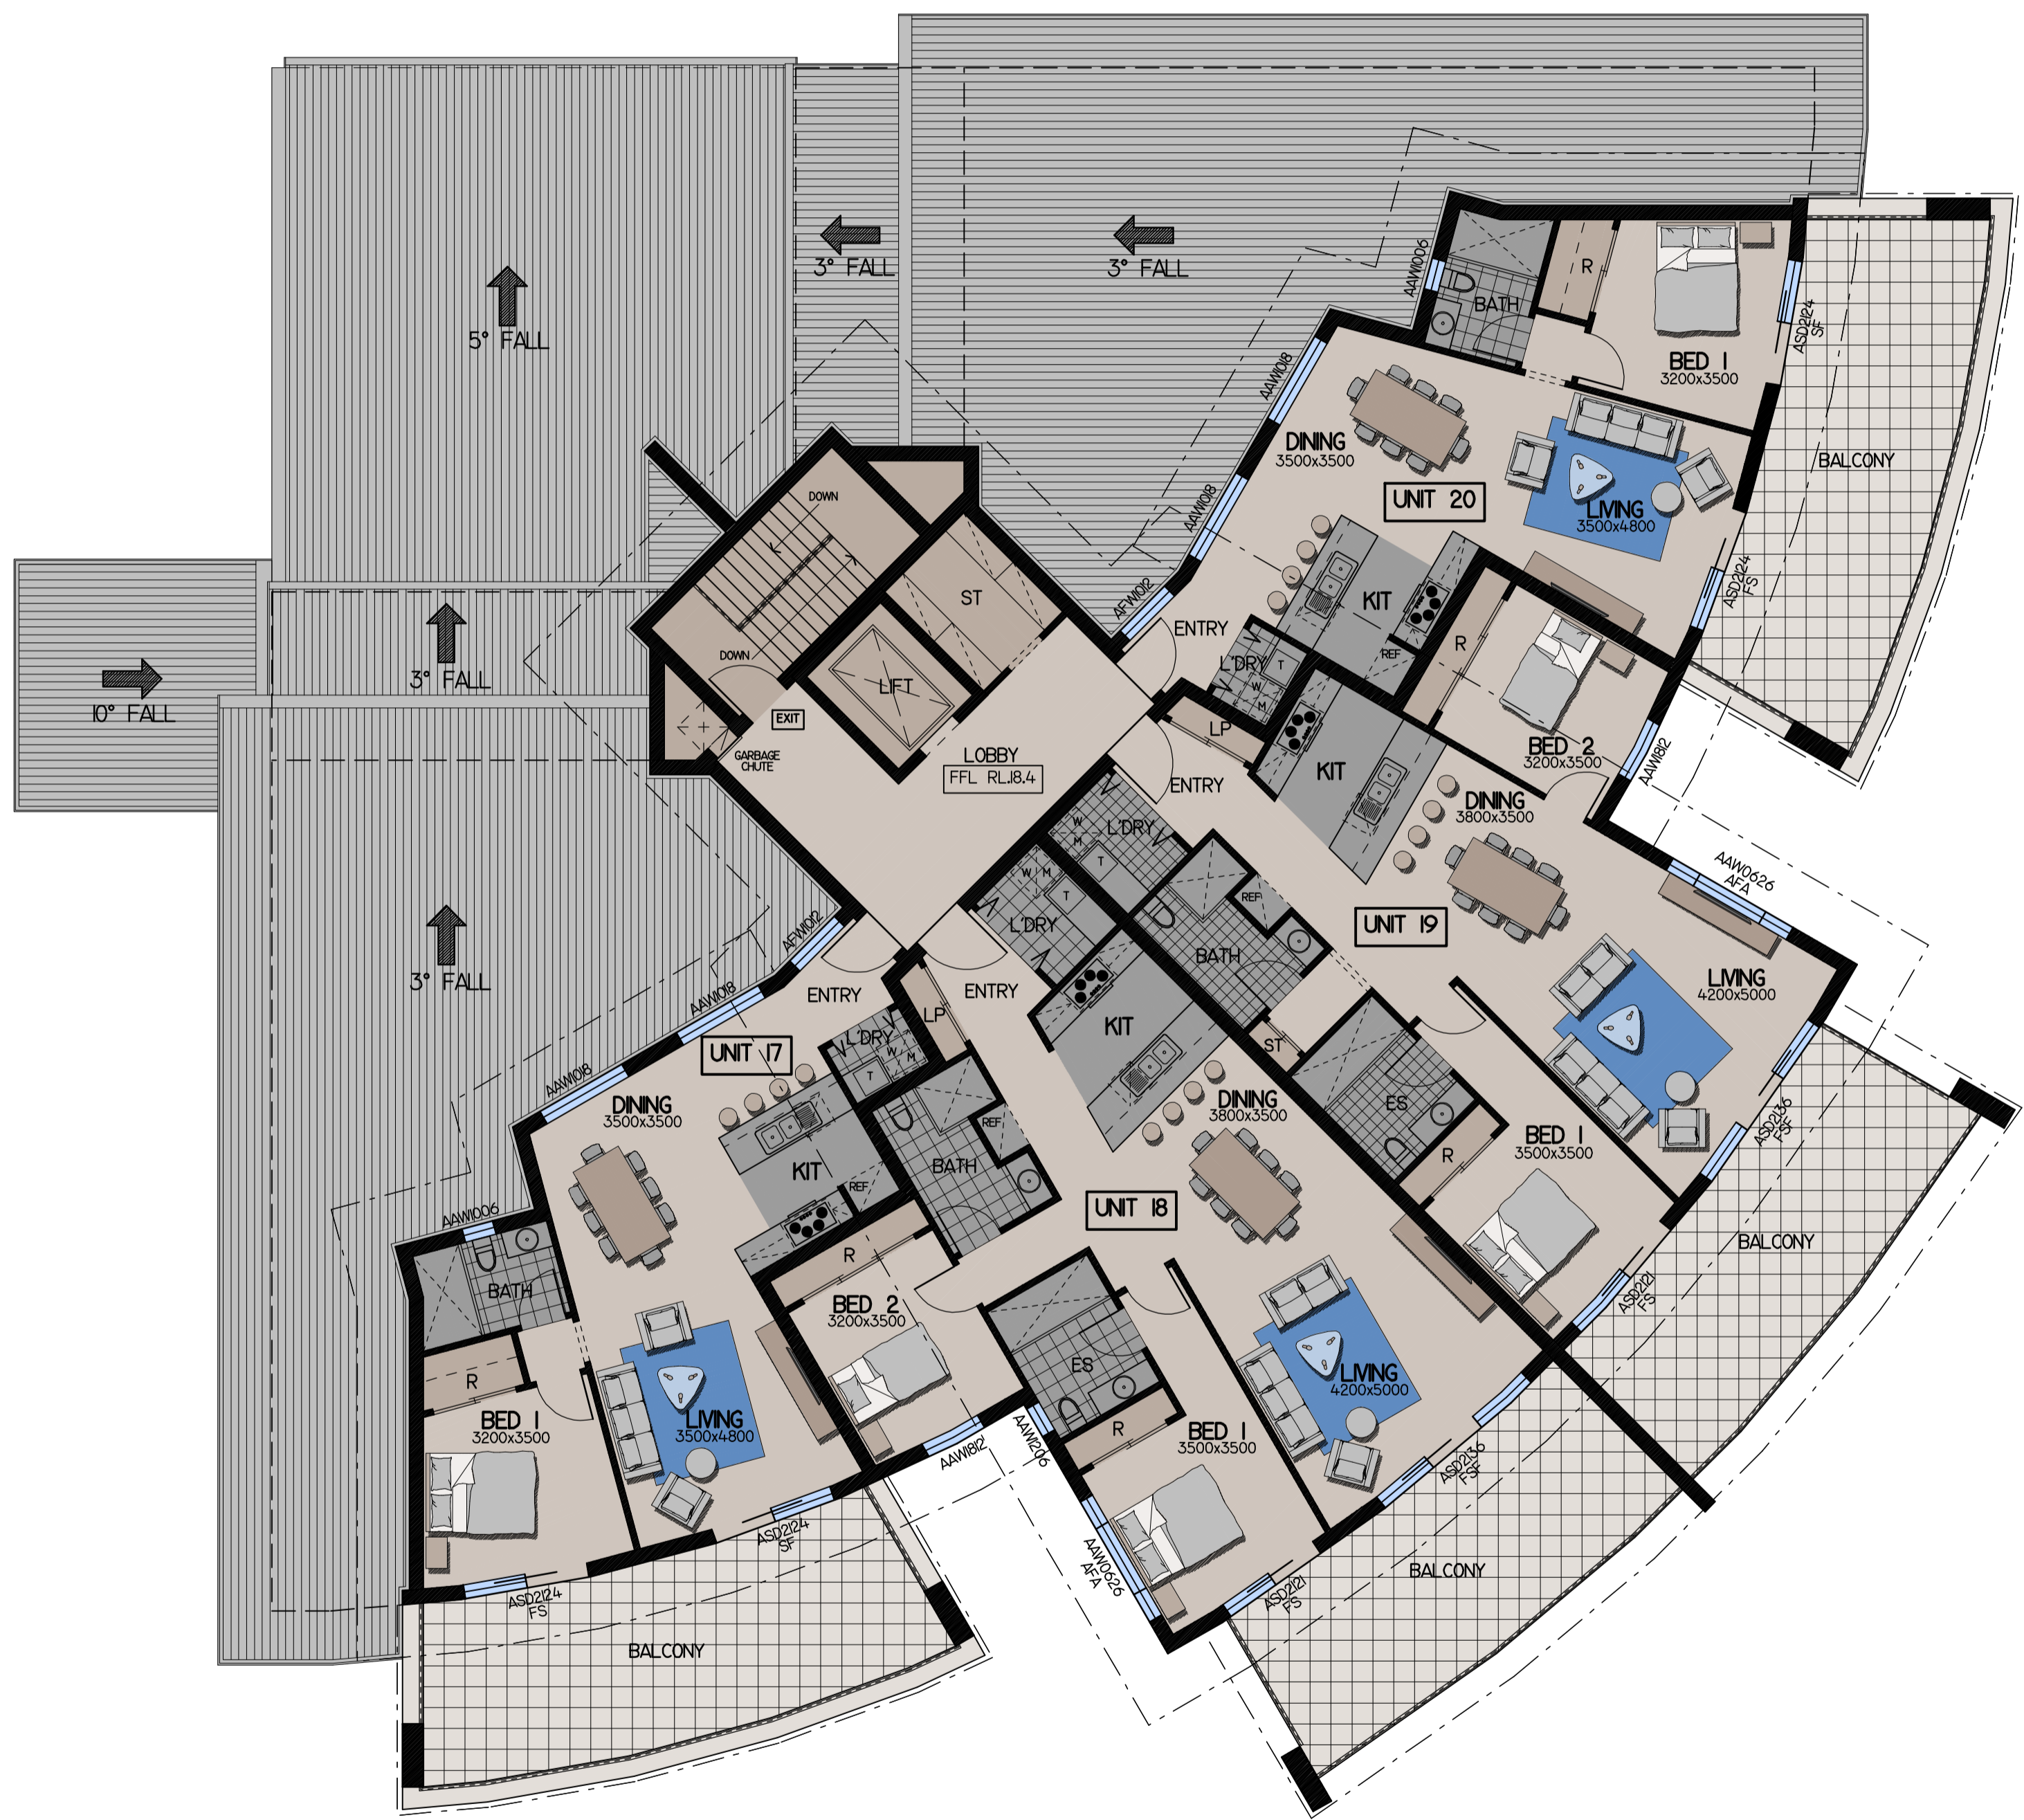 3° FALL
3° FALL
5° FALL
3° FALL
10° FALL
3° FALL
DOWN
DOWN
EXIT
GARBAGE
CHUTE
LIFT
ST
LOBBY
FFL RL.18.4
AAW1006
BATH
R
BED 1
3200x3500
ASD2124
SF
AAW1018
DINING
3500x3500
UNIT 20
LIVING
3500x4800
BALCONY
AAW1018
ASD2124
FS
AFW1012
ENTRY
KIT
REF
L'DRY
T
W
M
R
BED 2
3200x3500
AAW1812
LP
ENTRY
KIT
DINING
3800x3500
L'DRY
W
M
T
REF
BATH
UNIT 19
AAW0626
AFA
LIVING
4200x5000
ST
ES
R
BED 1
3500x3500
ASD2136
FSF
ASD2121
FS
BALCONY
W M
T
L'DRY
ENTRY
LP
KIT
REF
BATH
DINING
3800x3500
UNIT 18
R
BED 2
3200x3500
AAW1812
ES
AAW1206
R
BED 1
3500x3500
LIVING
4200x5000
AAW0626
AFA
ASD2121
FS
ASD2136
FSF
BALCONY
AFW1012
ENTRY
AAW1018
UNIT 17
L'DRY
W
M
T
AAW1018
DINING
3500x3500
KIT
REF
AAW1006
BATH
R
BED 1
3200x3500
LIVING
3500x4800
ASD2124
SF
ASD2124
FS
BALCONY